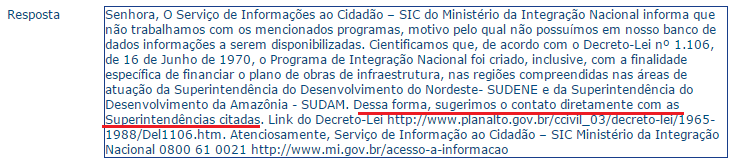 Resposta
Senhora, O Serviço de Informações ao Cidadão – SIC do Ministério da Integração Nacional informa que
não trabalhamos com os mencionados programas, motivo pelo qual não possuímos em nosso banco de
dados informações a serem disponibilizadas. Cientificamos que, de acordo com o Decreto-Lei nº 1.106,
de 16 de Junho de 1970, o Programa de Integração Nacional foi criado, inclusive, com a finalidade
específica de financiar o plano de obras de infraestrutura, nas regiões compreendidas nas áreas de
atuação da Superintendência do Desenvolvimento do Nordeste- SUDENE e da Superintendência do
Desenvolvimento da Amazônia - SUDAM. Dessa forma, sugerimos o contato diretamente com as
Superintendências citadas. Link do Decreto-Lei http://www.planalto.gov.br/ccivil_03/decreto-lei/1965-
1988/Del1106.htm. Atenciosamente, Serviço de Informação ao Cidadão – SIC Ministério da Integração
Nacional 0800 61 0021 http://www.mi.gov.br/acesso-a-informacao